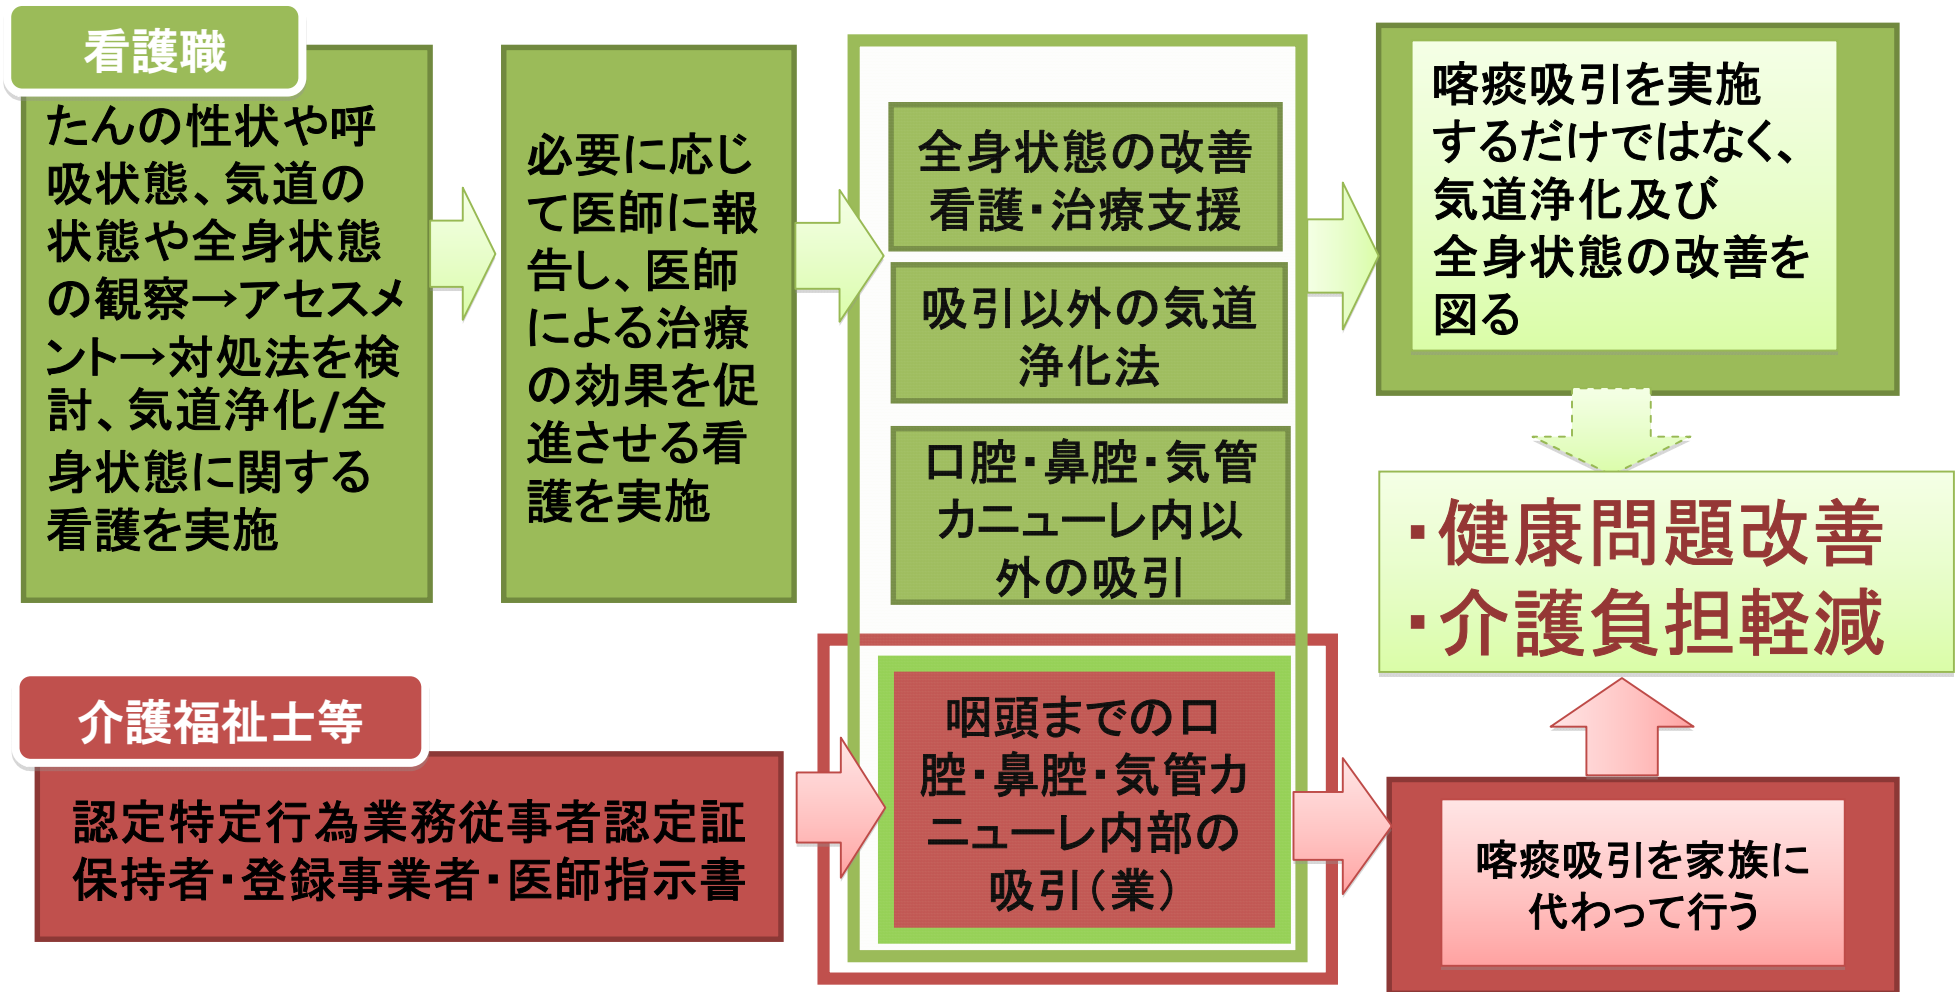 看護職
たんの性状や呼
吸状態、気道の
状態や全身状態
の観察→アセスメ
ント→対処法を検
討、気道浄化/全
身状態に関する
看護を実施
必要に応じ
て医師に報
告し、医師
による治療
の効果を促
進させる看
護を実施
全身状態の改善
看護・治療支援
吸引以外の気道
浄化法
口腔・鼻腔・気管
カニューレ内以
外の吸引
喀痰吸引を実施
するだけではなく、
気道浄化及び
全身状態の改善を
図る
・健康問題改善
・介護負担軽減
介護福祉士等
認定特定行為業務従事者認定証
保持者・登録事業者・医師指示書
咽頭までの口
腔・鼻腔・気管カ
ニューレ内部の
吸引(業)
喀痰吸引を家族に
代わって行う